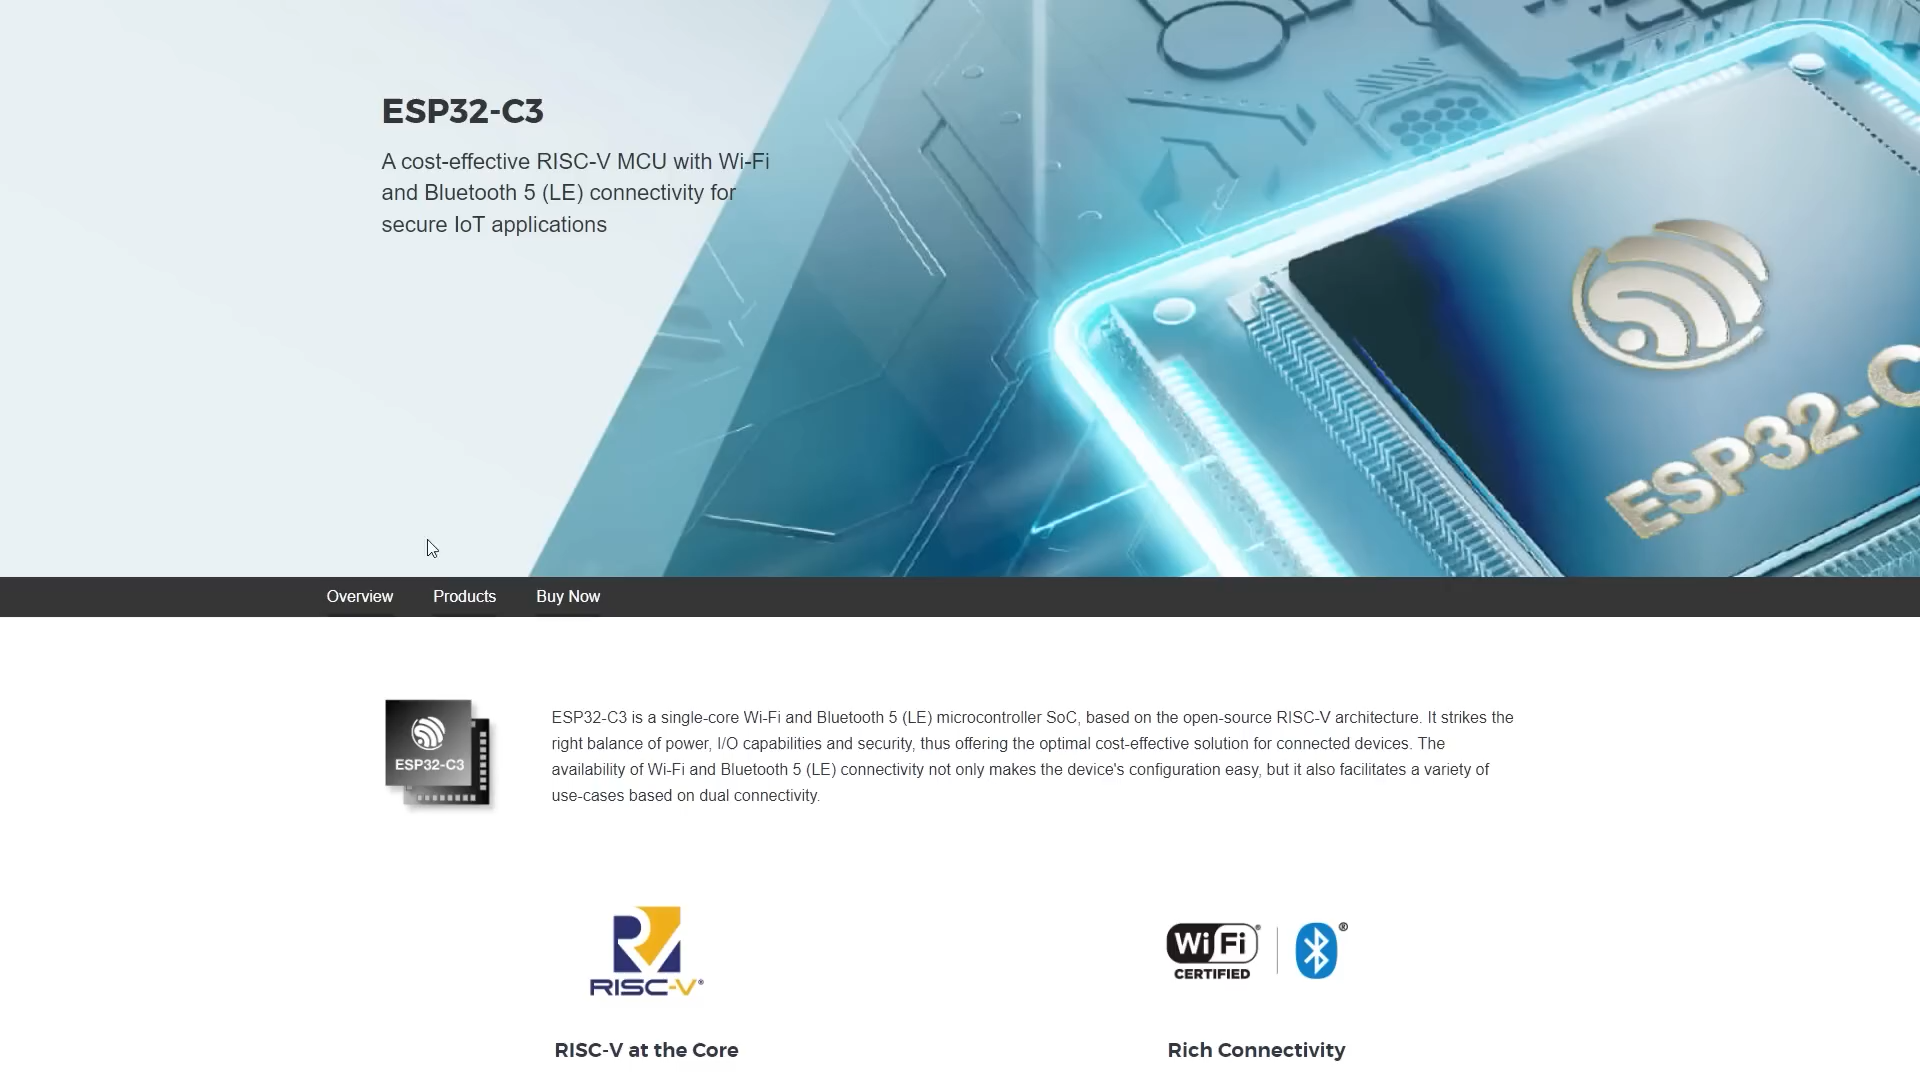 ESP32-C3
A cost-effective RISC-V MCU with Wi-Fi
and Bluetooth 5 (LE) connectivity for
secure IoT applications
ESP32-C
Overview
Products
Buy Now
ESP32-C3
ESP32-C3 is a single-core Wi-Fi and Bluetooth 5 (LE) microcontroller SoC, based on the open-source RISC-V architecture. It strikes the
right balance of power, I/O capabilities and security, thus offering the optimal cost-effective solution for connected devices. The
availability of Wi-Fi and Bluetooth 5 (LE) connectivity not only makes the device's configuration easy, but it also facilitates a variety of
use-cases based on dual connectivity.
RISC-V®
Wi Fi®
CERTIFIED
®
RISC-V at the Core
Rich Connectivity